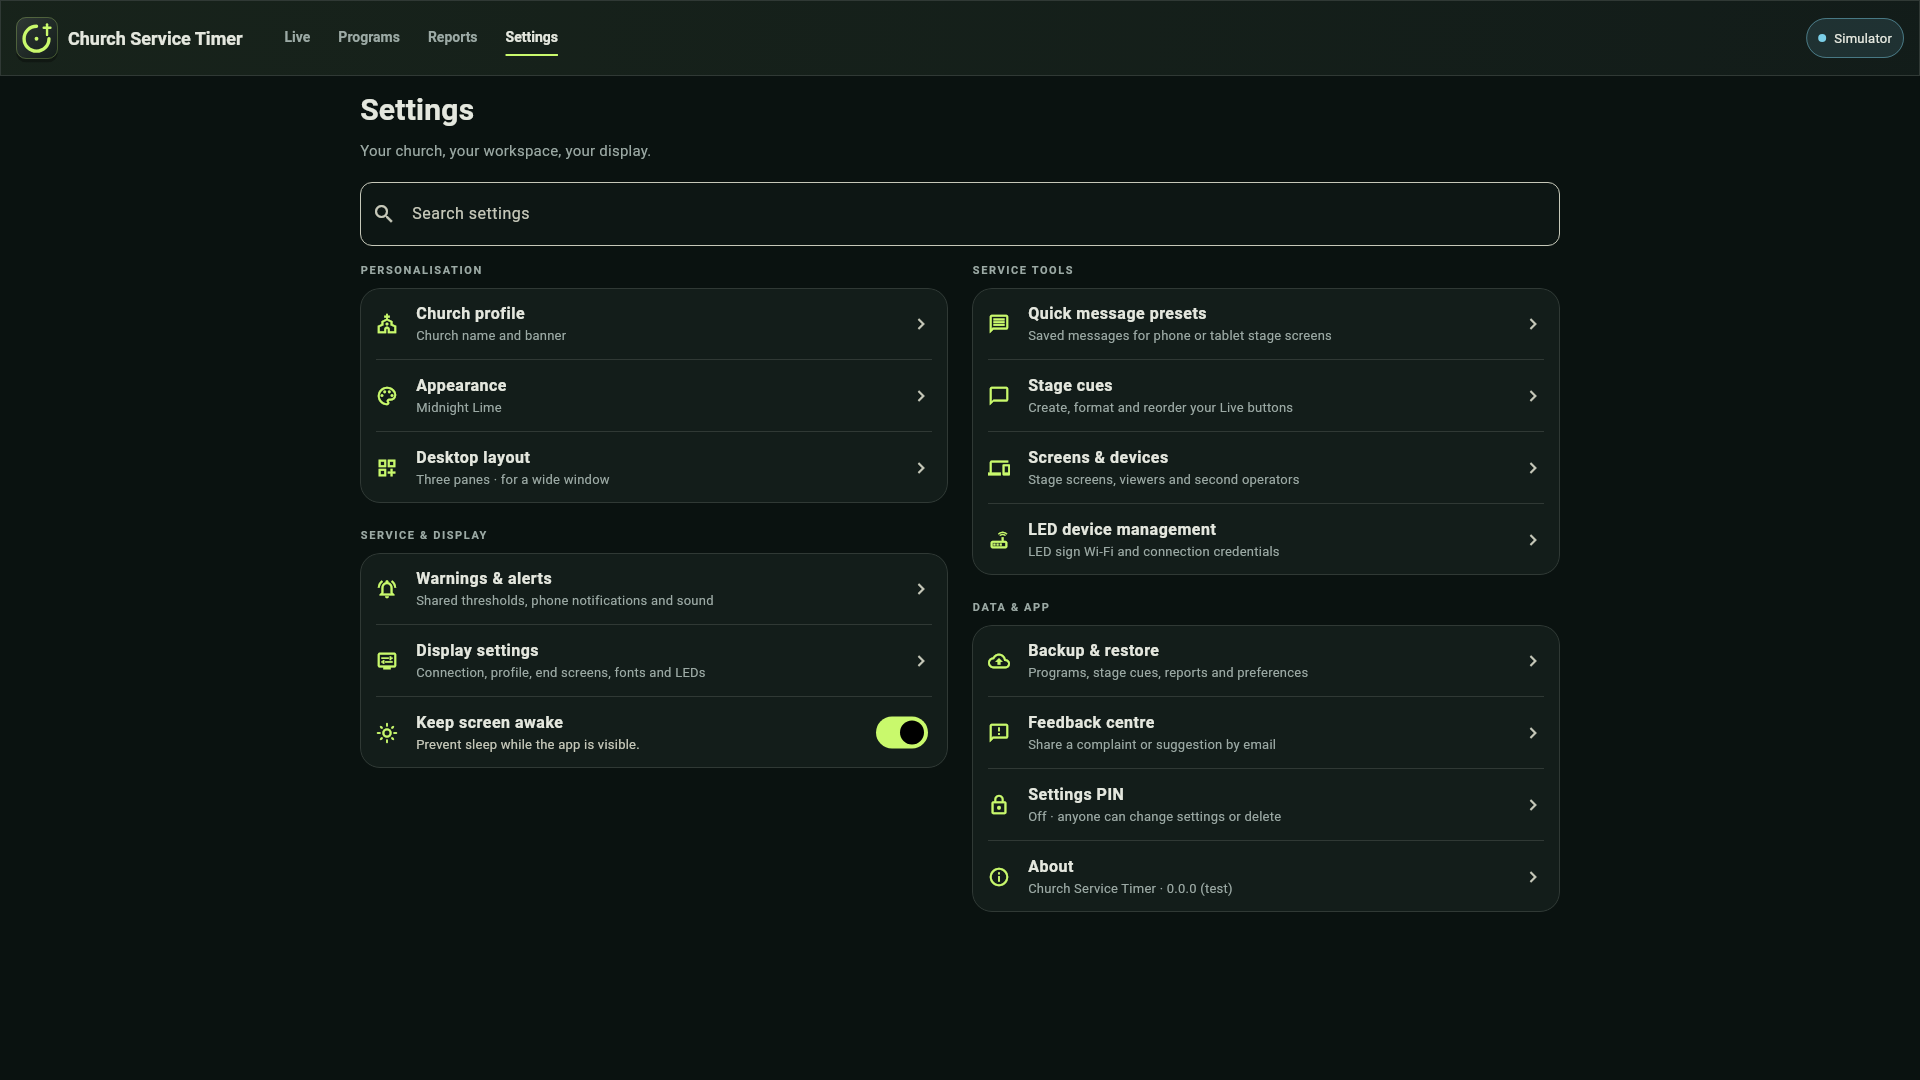 Church Service Timer
Live
Programs
Reports
Settings
Simulator
Settings
Your church, your workspace, your display.
Search settings
PERSONALISATION
Church profile
Church name and banner
Appearance
Midnight Lime
Desktop layout
Three panes · for a wide window
SERVICE & DISPLAY
Warnings & alerts
Shared thresholds, phone notifications and sound
Display settings
Connection, profile, end screens, fonts and LEDs
Keep screen awake
Prevent sleep while the app is visible.
SERVICE TOOLS
Quick message presets
Saved messages for phone or tablet stage screens
Stage cues
Create, format and reorder your Live buttons
Screens & devices
Stage screens, viewers and second operators
LED device management
LED sign Wi-Fi and connection credentials
DATA & APP
Backup & restore
Programs, stage cues, reports and preferences
Feedback centre
Share a complaint or suggestion by email
Settings PIN
Off · anyone can change settings or delete
About
Church Service Timer · 0.0.0 (test)